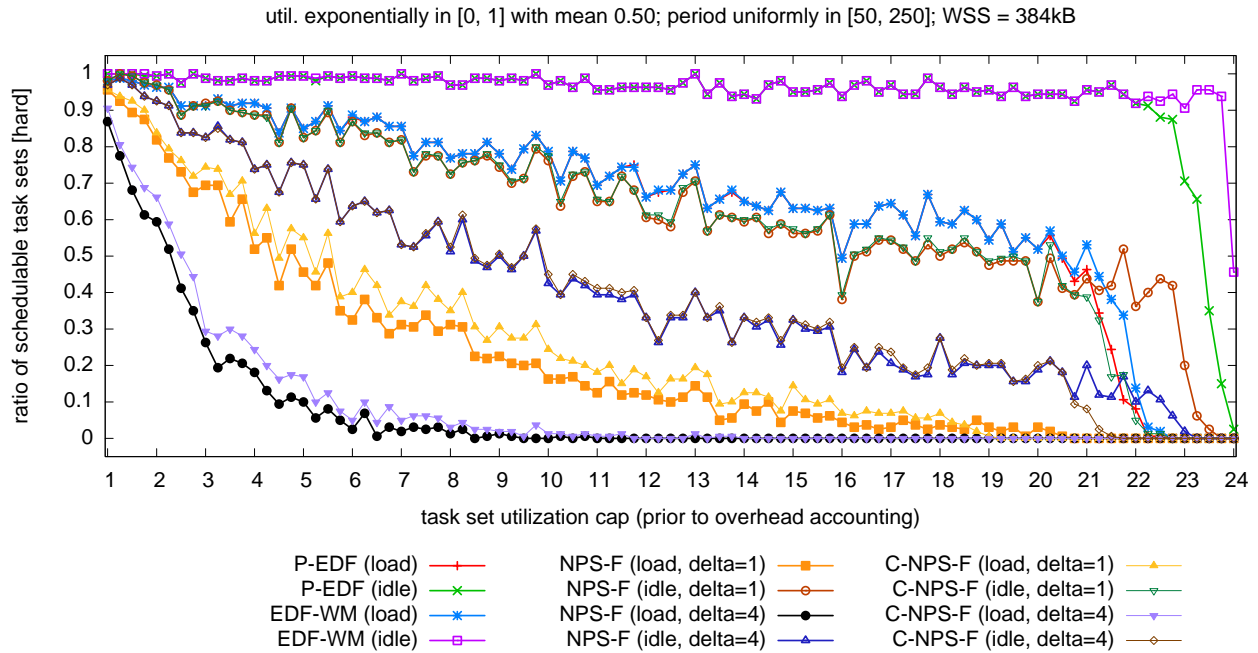 util. exponentially in [0, 1] with mean 0.50; period uniformly in [50, 250]; WSS = 384kB
ratio of schedulable task sets [hard]
1
0.9
0.8
0.7
0.6
0.5
0.4
0.3
0.2
0.1
0
1 2 3 4 5 6 7 8 9 10 11 12 13 14 15 16 17 18 19 20 21 22 23 24
task set utilization cap (prior to overhead accounting)
P-EDF (load) NPS-F (load, delta=1) C-NPS-F (load, delta=1)
P-EDF (idle) NPS-F (idle, delta=1) C-NPS-F (idle, delta=1)
EDF-WM (load) NPS-F (load, delta=4) C-NPS-F (load, delta=4)
EDF-WM (idle) NPS-F (idle, delta=4) C-NPS-F (idle, delta=4)